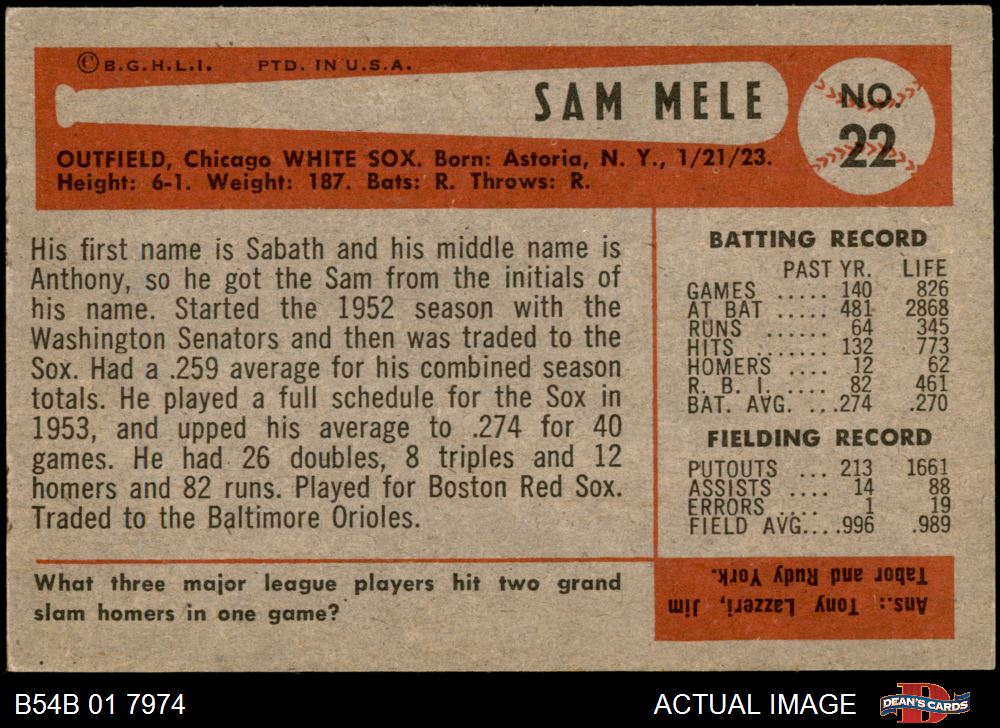 © B.G.H.L.I. PTD. IN U.S.A.
SAM MELE
NO.
22
OUTFIELD, Chicago WHITE SOX. Born: Astoria, N. Y., 1/21/23.
Height: 6-1. Weight: 187. Bats: R. Throws: R.
His first name is Sabath and his middle name is
Anthony, so he got the Sam from the initials of
his name. Started the 1952 season with the
Washington Senators and then was traded to the
Sox. Had a .259 average for his combined season
totals. He played a full schedule for the Sox in
1953, and upped his average to .274 for 40
games. He had 26 doubles, 8 triples and 12
homers and 82 runs. Played for Boston Red Sox.
Traded to the Baltimore Orioles.
What three major league players hit two grand
slam homers in one game?
BATTING RECORD
PAST YR. LIFE
GAMES ..... 140 826
AT BAT ..... 481 2868
RUNS ...... 64 345
HITS ...... 132 773
HOMERS .... 12 62
R. B. I. .... 82 461
BAT. AVG. ... .274 .270
FIELDING RECORD
PUTOUTS ... 213 1661
ASSISTS .... 14 88
ERRORS .... 1 19
FIELD AVG. ... .996 .989
Ans.: Tony Lazzeri, Jim
Tabor and Rudy York.
B54B 01 7974
ACTUAL IMAGE
D
DEAN'S CARDS